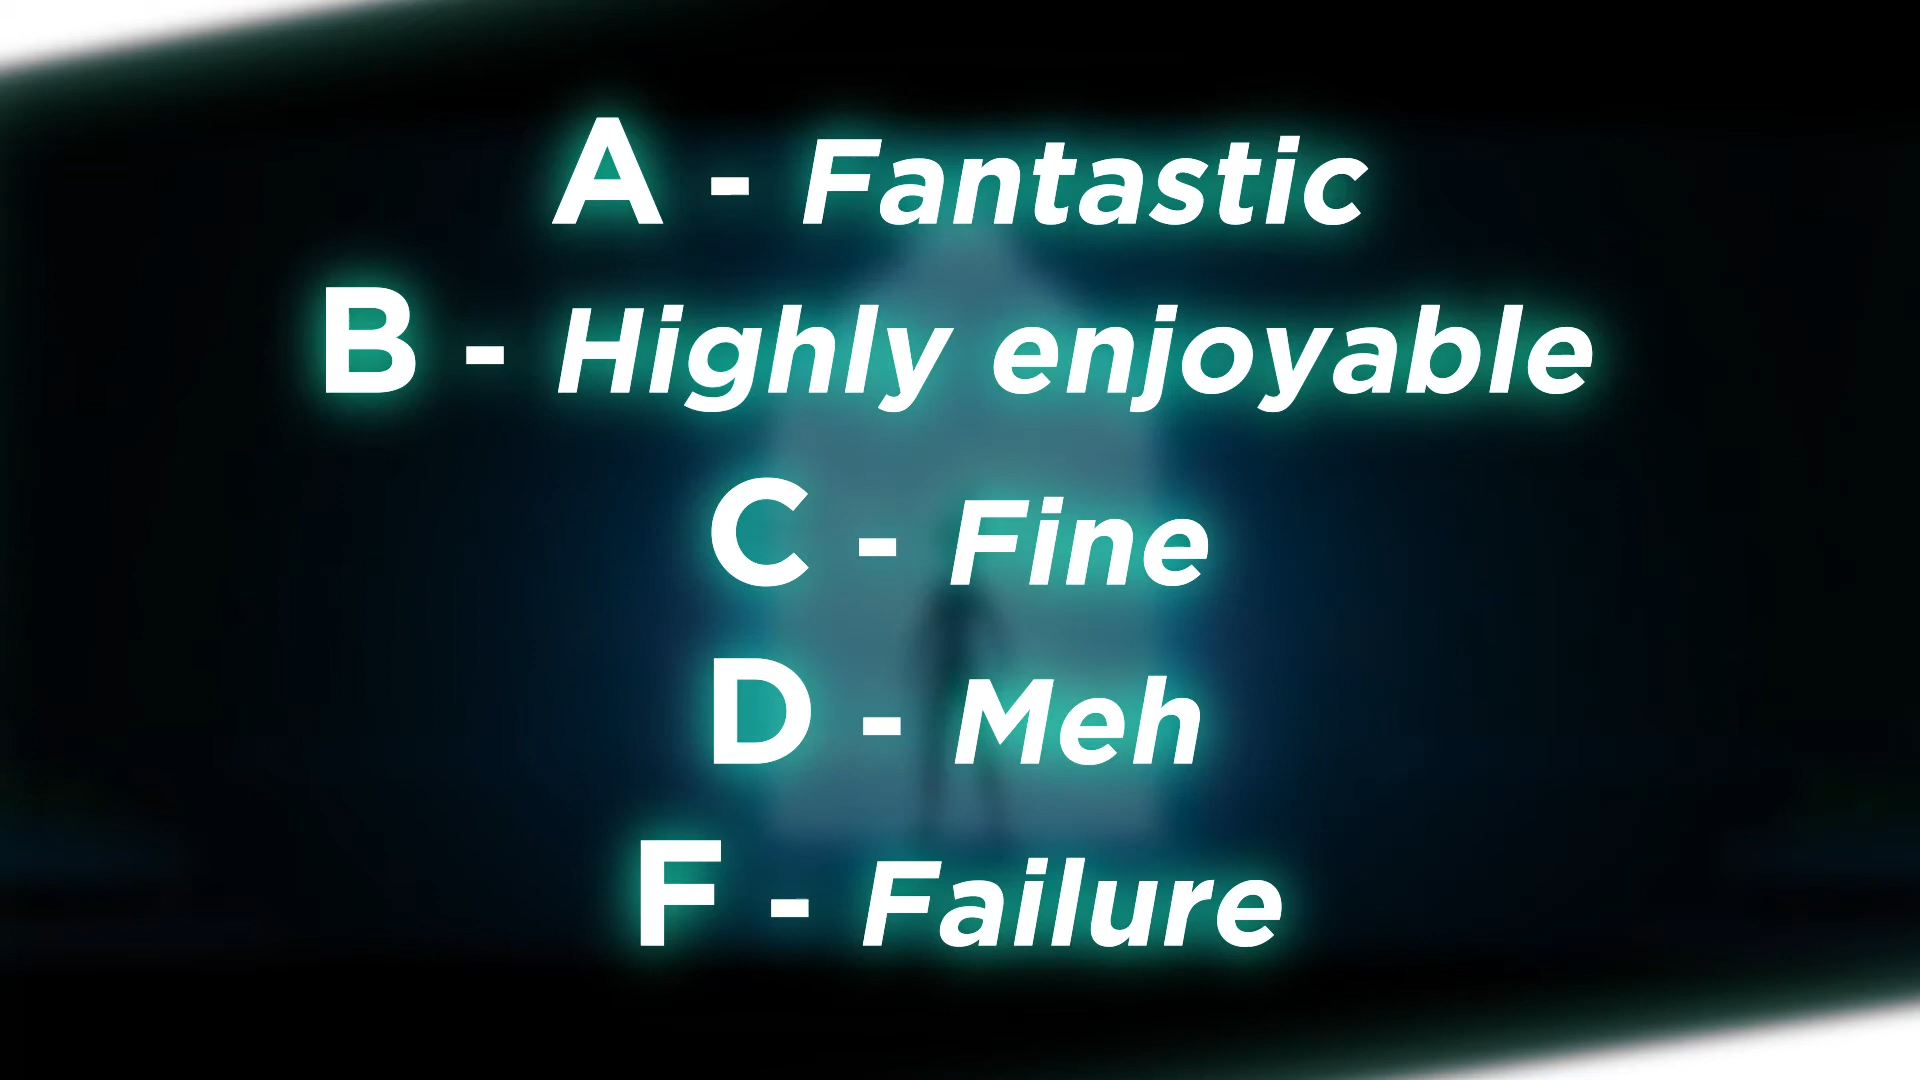 A - Fantastic
B - Highly enjoyable
C - Fine
D - Meh
F - Failure